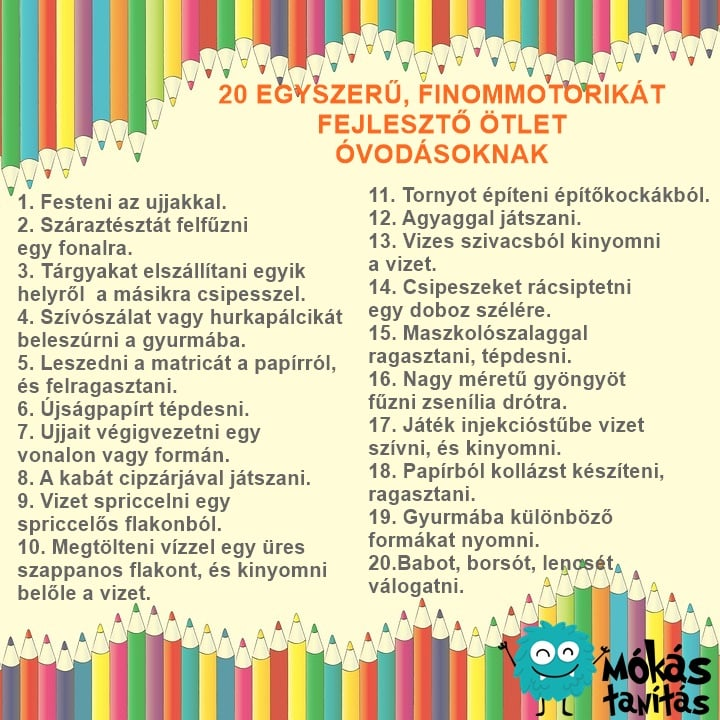 20 EGYSZERŰ, FINOMMOTORIKÁT
FEJLESZTŐ ÖTLET
ÓVODÁSOKNAK
1. Festeni az ujjakkal.
2. Száraztésztát felfűzni
egy fonalra.
3. Tárgyakat elszállítani egyik
helyről a másikra csipesszel.
4. Szívószálat vagy hurkapálcikát
beleszúrni a gyurmába.
5. Leszedni a matricát a papírról,
és felragasztani.
6. Újságpapírt tépdesni.
7. Ujjait végigvezetni egy
vonalon vagy formán.
8. A kabát cipzárjával játszani.
9. Vizet spriccelni egy
spriccelős flakonból.
10. Megtölteni vízzel egy üres
szappanos flakont, és kinyomni
belőle a vizet.
11. Tornyot építeni építőkockákból.
12. Agyaggal játszani.
13. Vizes szivacsból kinyomni
a vizet.
14. Csipeszeket rácsiptetni
egy doboz szélére.
15. Maszkolószalaggal
ragasztani, tépdesni.
16. Nagy méretű gyöngyöt
fűzni zsenília drótra.
17. Játék injekcióstűbe vizet
szívni, és kinyomni.
18. Papírból kollázst készíteni,
ragasztani.
19. Gyurmába különböző
formákat nyomni.
20.Babot, borsót, lencsét
válogatni.
Mókás
tanítás